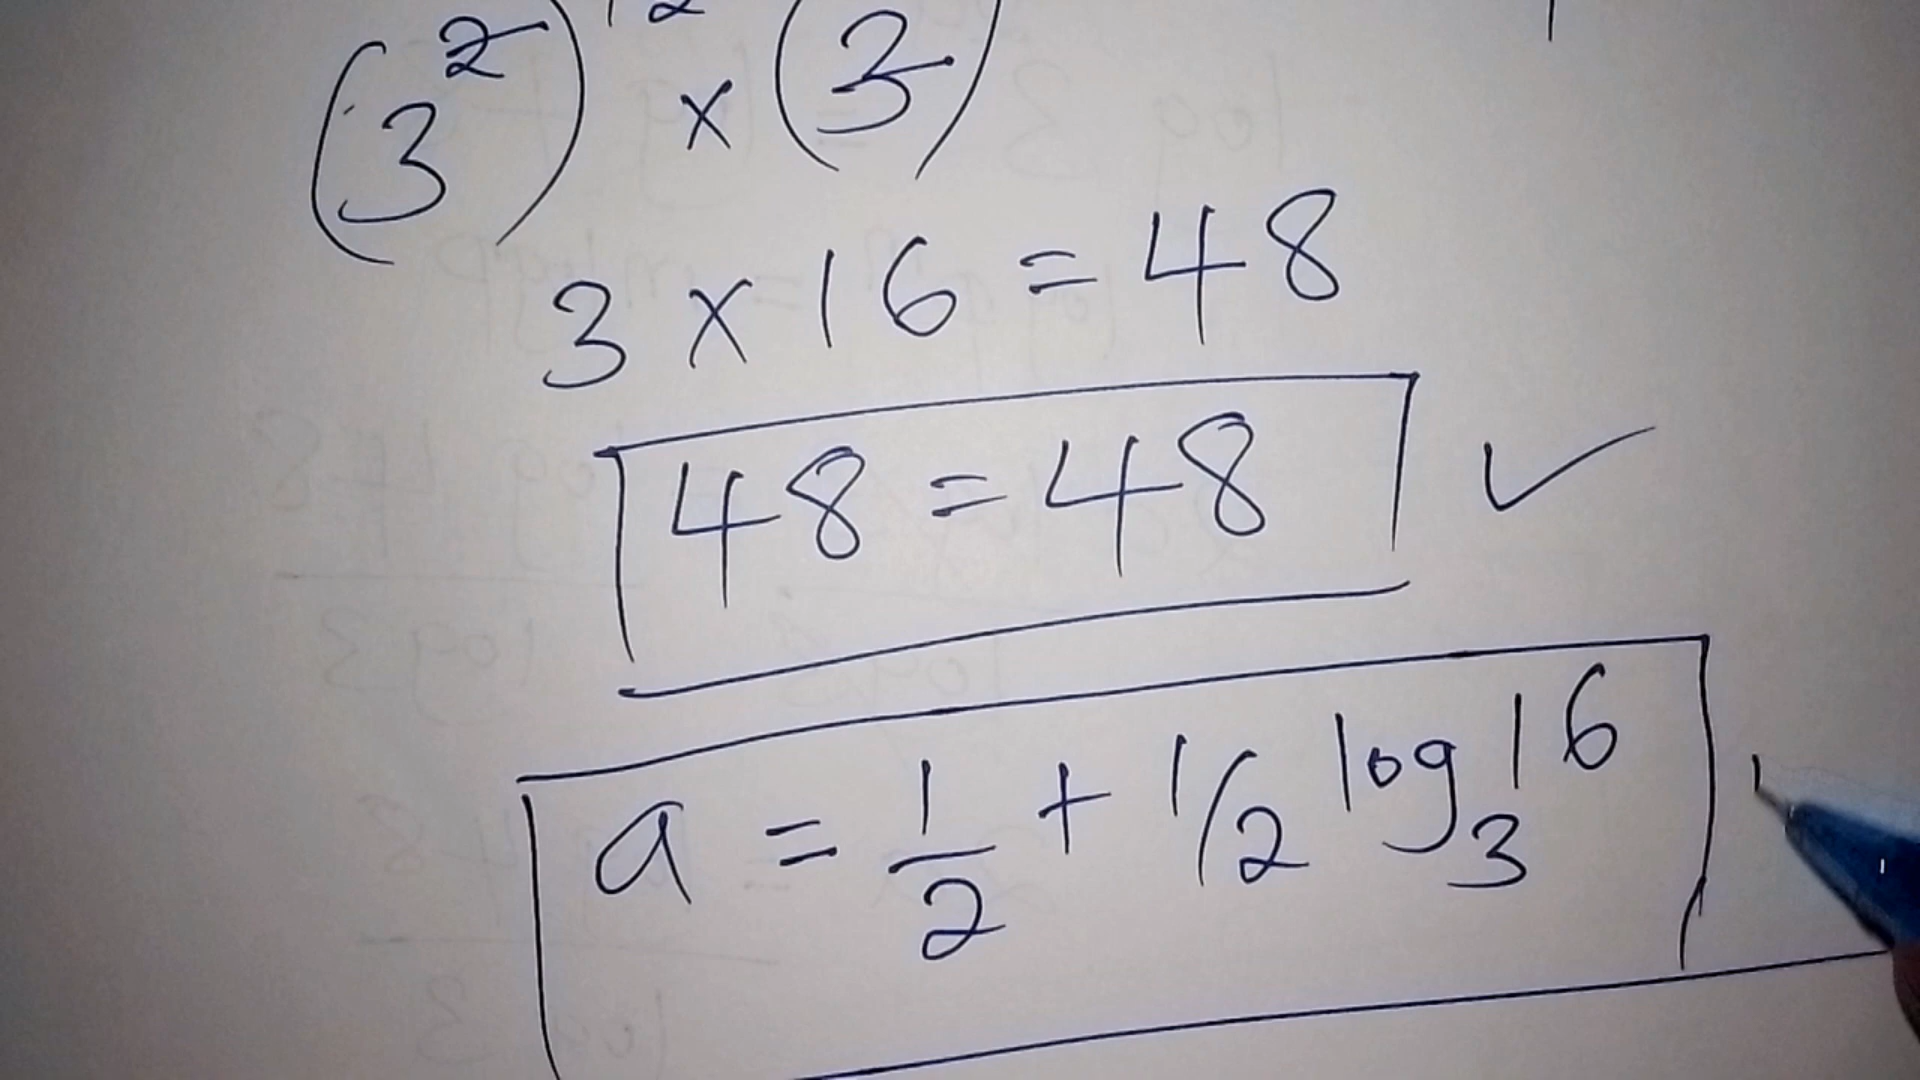 (3²) × (3)
3 × 16 = 48
48 = 48 ✓
a = 1/2 + 1/2 log₃16